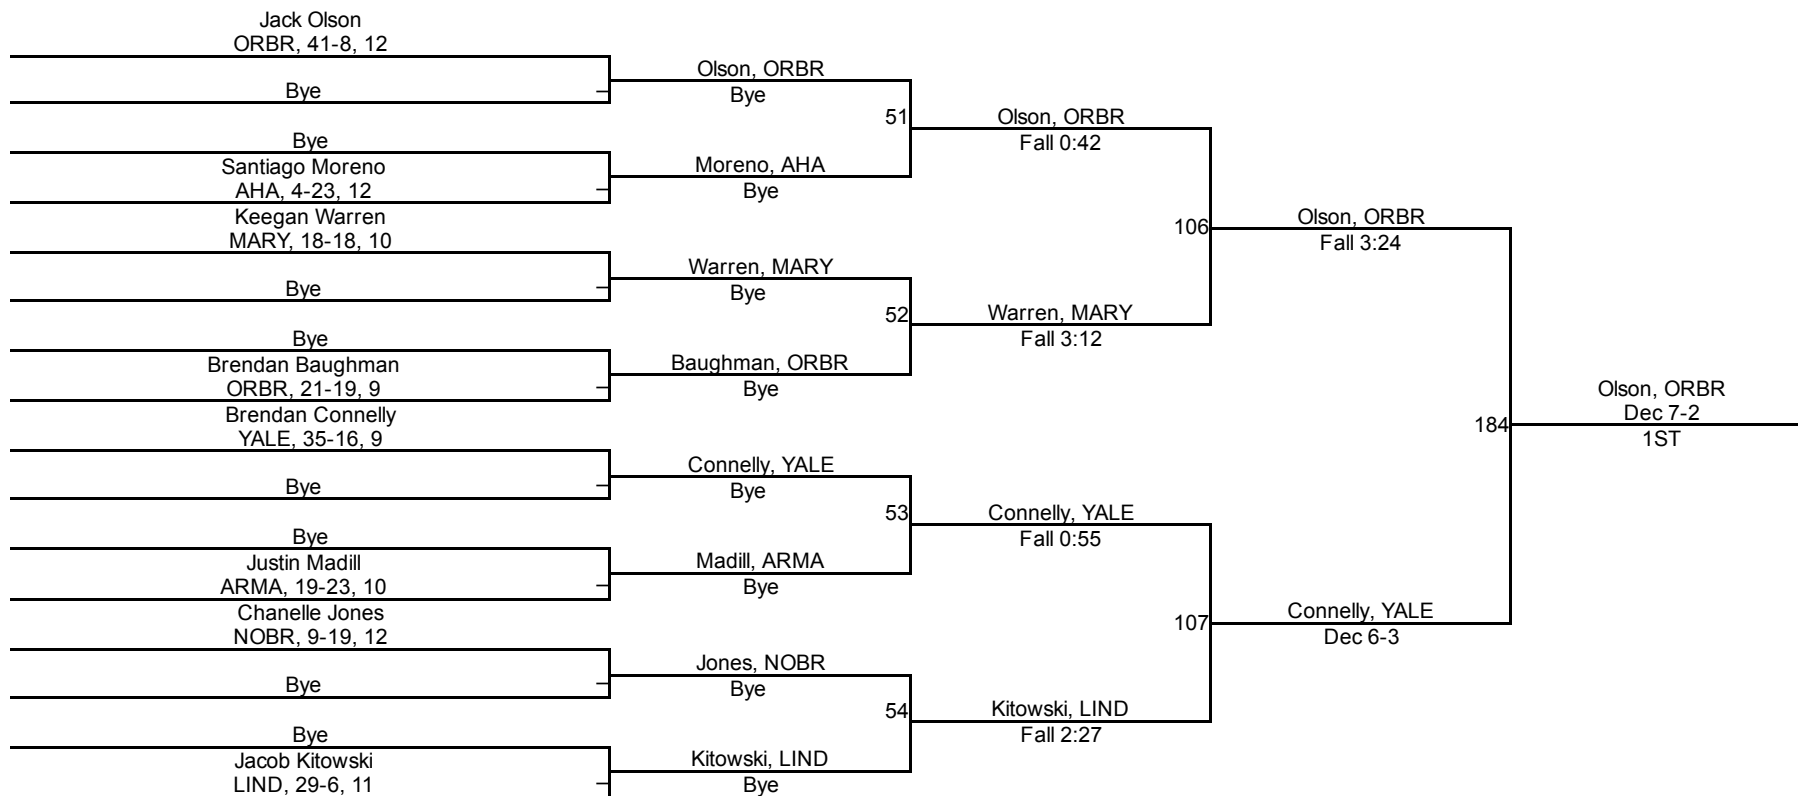 Jack Olson
ORBR, 41-8, 12
Bye
Bye
Santiago Moreno
AHA, 4-23, 12
Keegan Warren
MARY, 18-18, 10
Bye
Bye
Brendan Baughman
ORBR, 21-19, 9
Brendan Connelly
YALE, 35-16, 9
Bye
Bye
Justin Madill
ARMA, 19-23, 10
Chanelle Jones
NOBR, 9-19, 12
Bye
Bye
Jacob Kitowski
LIND, 29-6, 11
Olson, ORBR
Bye
Moreno, AHA
Bye
Warren, MARY
Bye
Baughman, ORBR
Bye
Connelly, YALE
Bye
Madill, ARMA
Bye
Jones, NOBR
Bye
Kitowski, LIND
Bye
51
52
53
54
Olson, ORBR
Fall 0:42
Warren, MARY
Fall 3:12
Connelly, YALE
Fall 0:55
Kitowski, LIND
Fall 2:27
106
107
Olson, ORBR
Fall 3:24
Connelly, YALE
Dec 6-3
184
Olson, ORBR
Dec 7-2
1ST